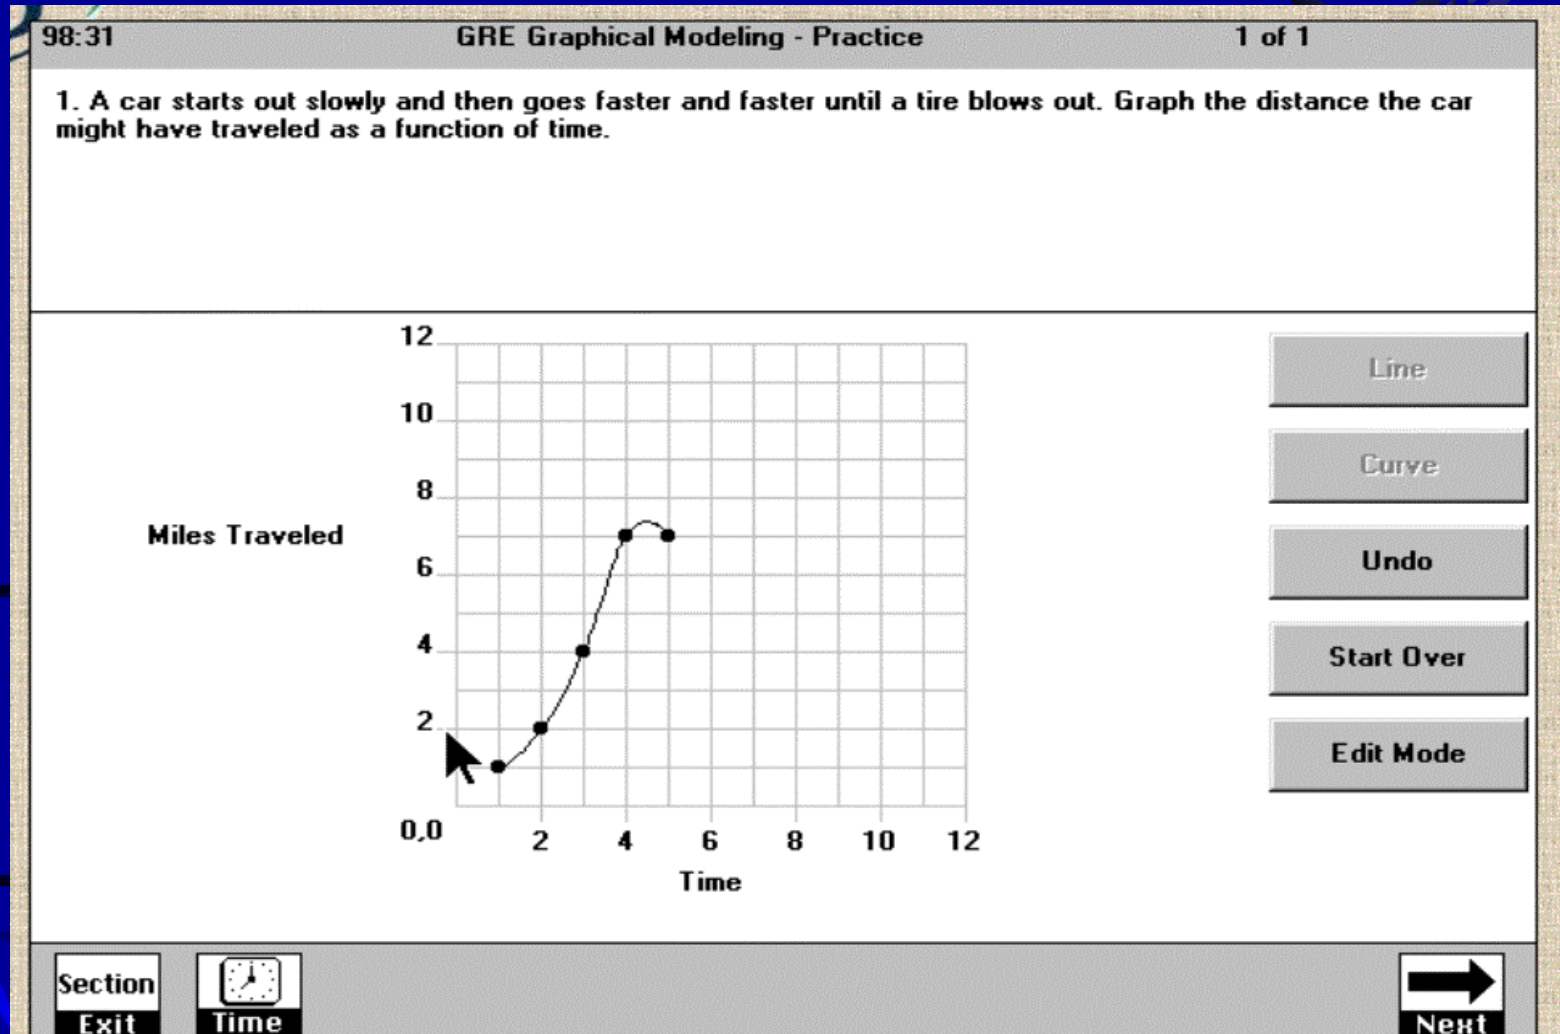 98:31 GRE Graphical Modeling - Practice 1 of 1
1. A car starts out slowly and then goes faster and faster until a tire blows out. Graph the distance the car
might have traveled as a function of time.
12
10
8
Miles Traveled
6
4
2
0,0
2 4 6 8 10 12
Time
Line
Curve
Undo
Start Over
Edit Mode
Section
Exit
Time
Next